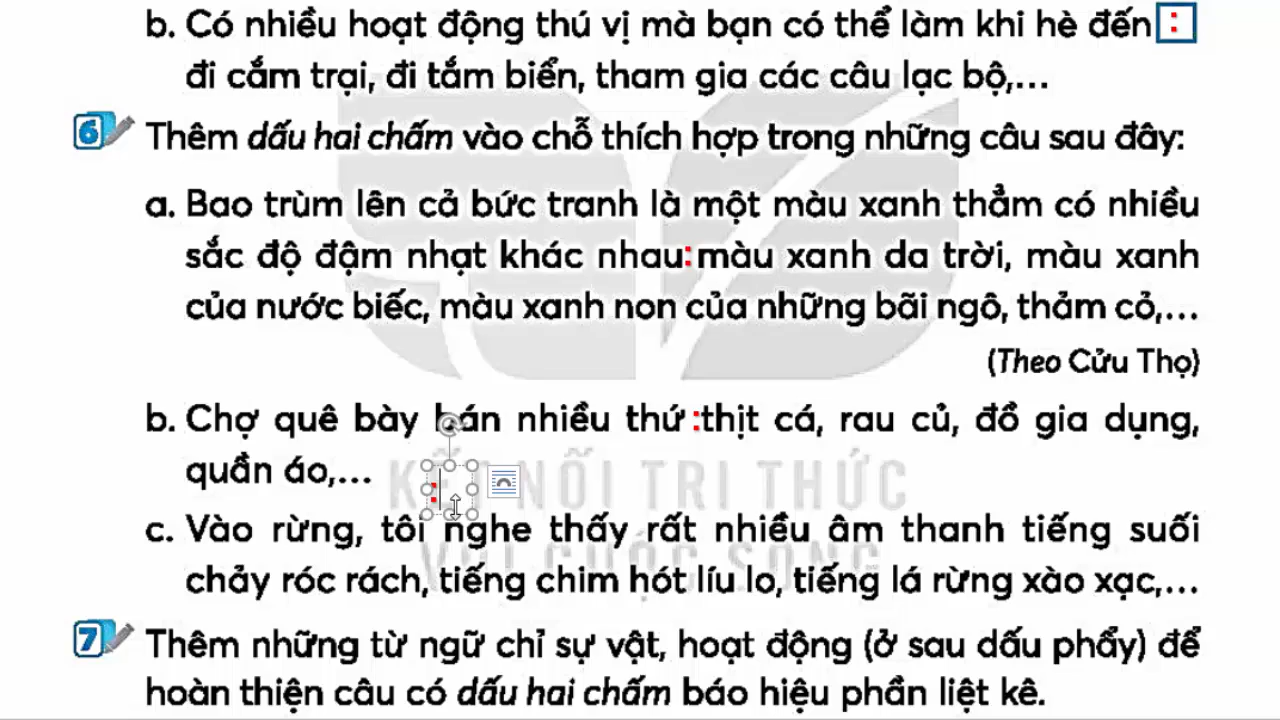 b. Có nhiều hoạt động thú vị mà bạn có thể làm khi hè đến :
đi cắm trại, đi tắm biển, tham gia các câu lạc bộ,...
6 Thêm dấu hai chấm vào chỗ thích hợp trong những câu sau đây:
a. Bao trùm lên cả bức tranh là một màu xanh thẳm có nhiều
sắc độ đậm nhạt khác nhau: màu xanh da trời, màu xanh
của nước biếc, màu xanh non của những bãi ngô, thảm cỏ,...
(Theo Cửu Thọ)
b. Chợ quê bày bán nhiều thứ :thịt cá, rau củ, đồ gia dụng,
quần áo,...
:
KẾT NỐI TRI THỨC
c. Vào rừng, tôi nghe thấy rất nhiều âm thanh tiếng suối
VỚI CUỘC SỐNG
chảy róc rách, tiếng chim hót líu lo, tiếng lá rừng xào xạc,...
7 Thêm những từ ngữ chỉ sự vật, hoạt động (ở sau dấu phẩy) để
hoàn thiện câu có dấu hai chấm báo hiệu phần liệt kê.